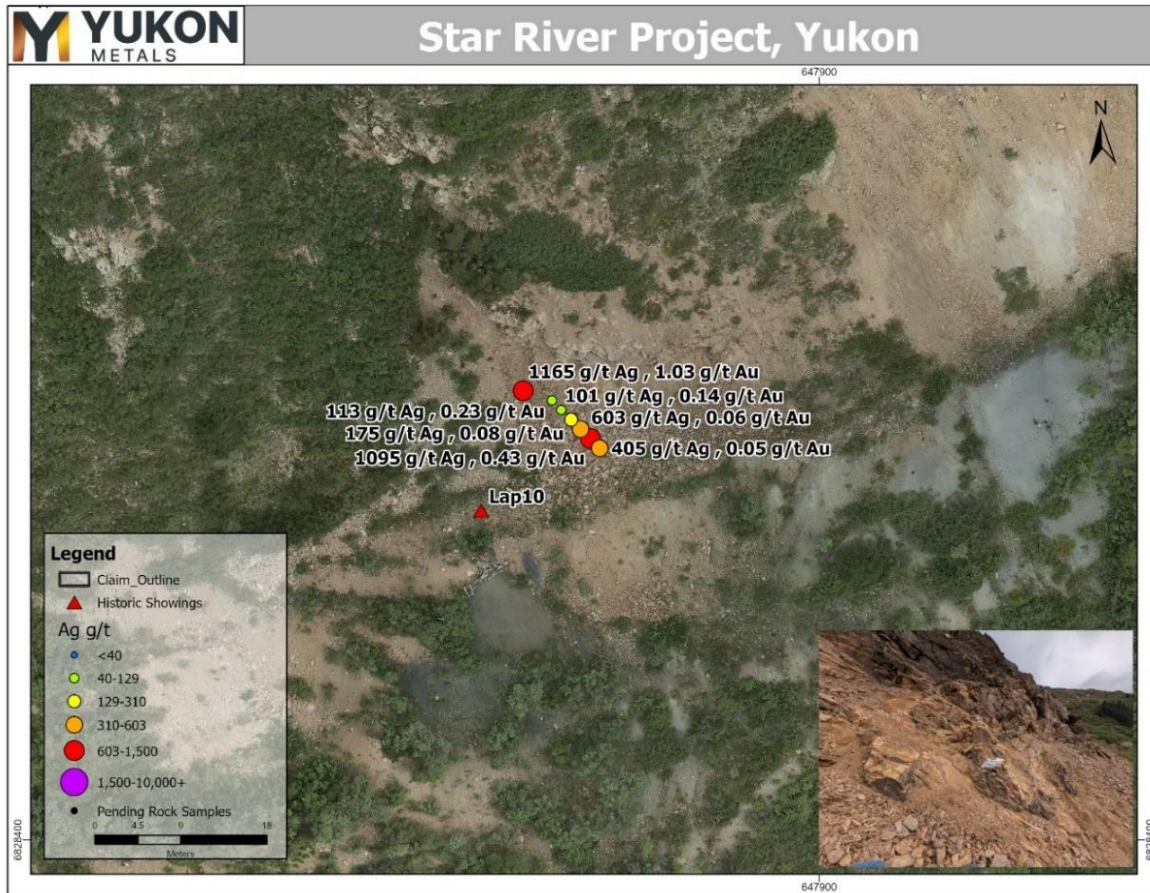 YUKON
METALS
Star River Project, Yukon
647900
N
1165 g/t Ag , 1.03 g/t Au
101 g/t Ag , 0.14 g/t Au
113 g/t Ag , 0.23 g/t Au
603 g/t Ag , 0.06 g/t Au
175 g/t Ag , 0.08 g/t Au
405 g/t Ag , 0.05 g/t Au
1095 g/t Ag , 0.43 g/t Au
Lap10
Legend
Claim_Outline
Historic Showings
Ag g/t
<40
40-129
129-310
310-603
603-1,500
1,500-10,000+
Pending Rock Samples
0 4.5 9 18
Meters
6828400
6828400
647900